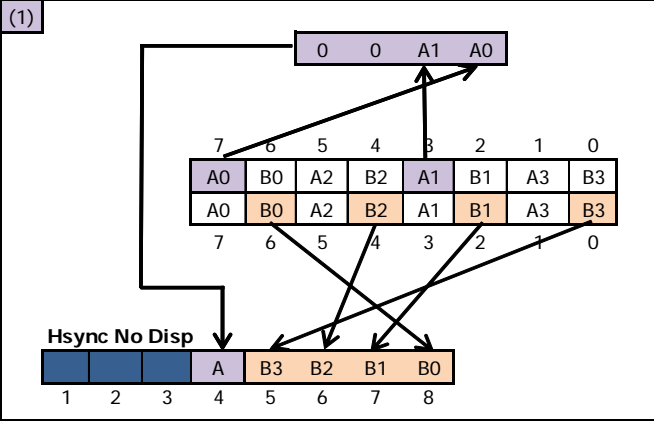 (1)
0 0 A1 A0
7 6 5 4 3 2 1 0
A0 B0 A2 B2 A1 B1 A3 B3
A0 B0 A2 B2 A1 B1 A3 B3
7 6 5 4 3 2 1 0
Hsync No Disp
A B3 B2 B1 B0
1 2 3 4 5 6 7 8